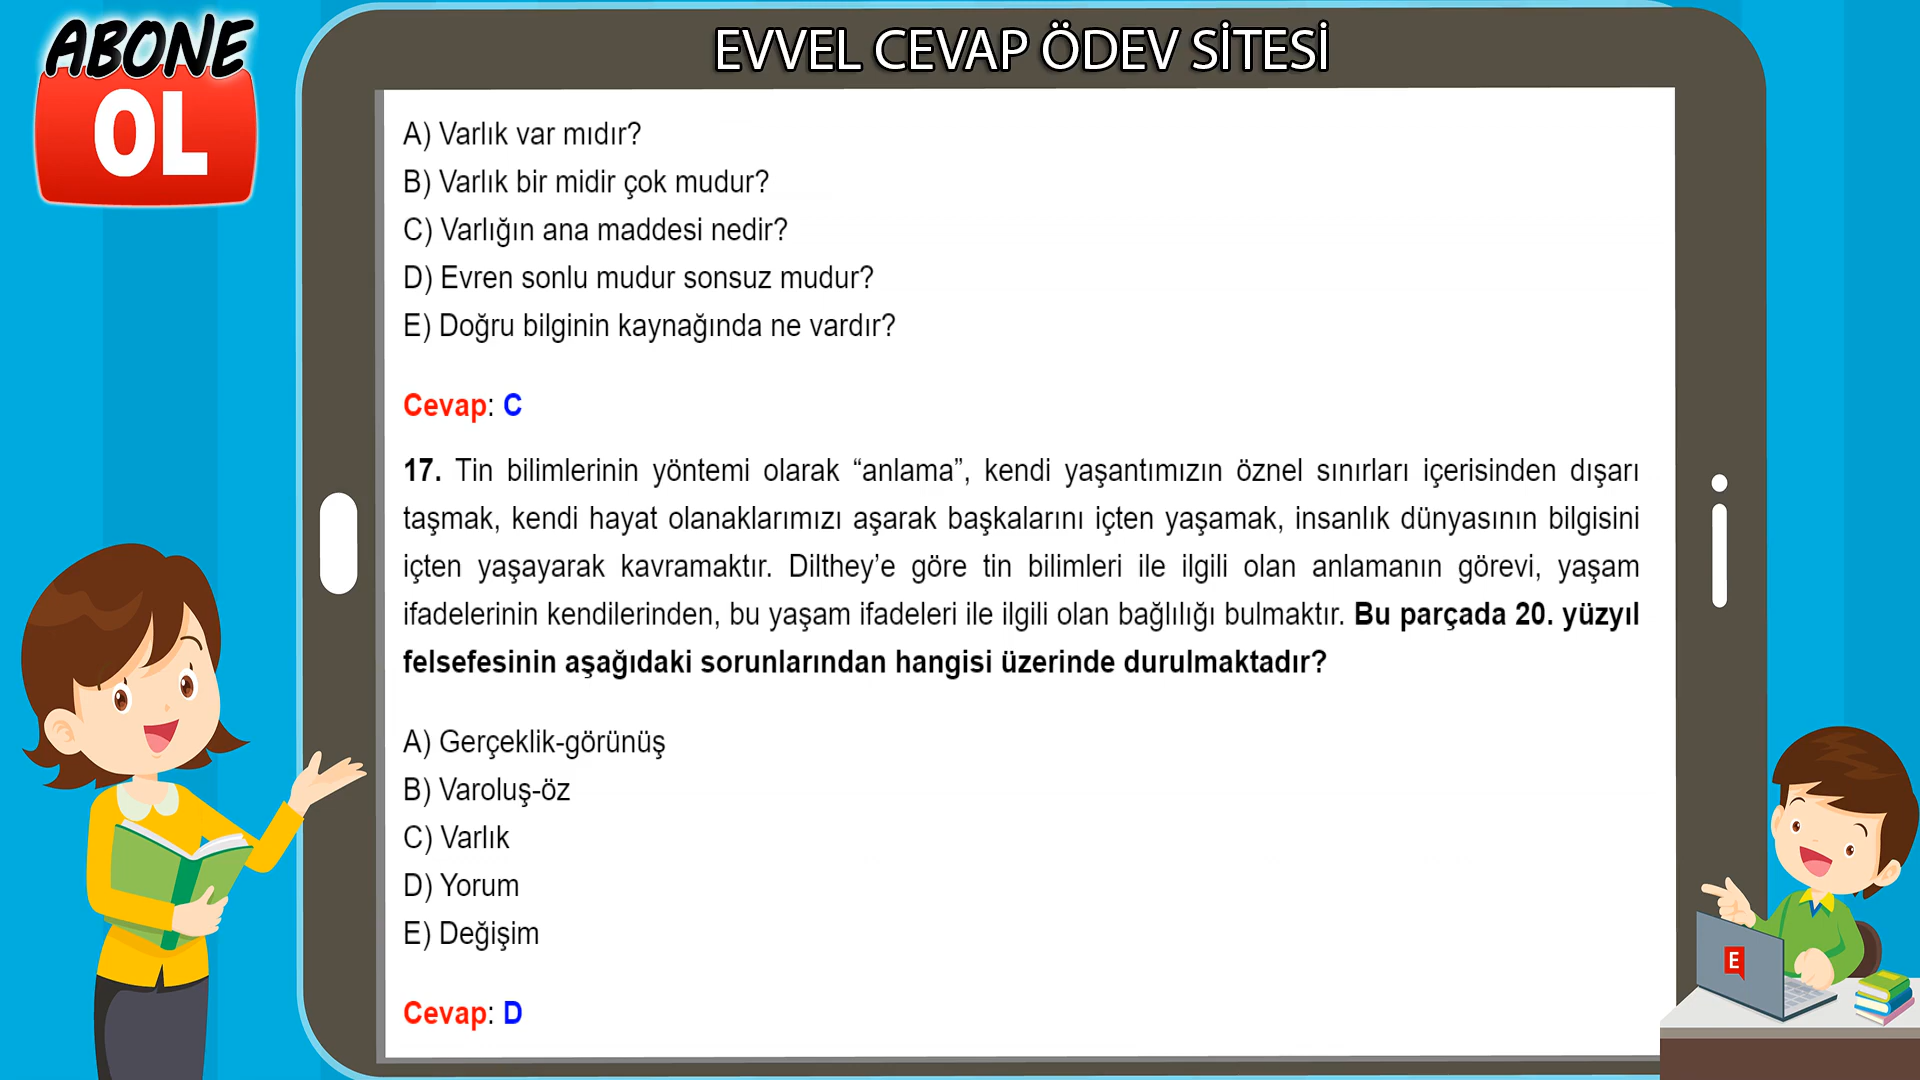 ABONE
OL
EVVEL CEVAP ÖDEV SİTESİ
A) Varlık var mıdır?
B) Varlık bir midir çok mudur?
C) Varlığın ana maddesi nedir?
D) Evren sonlu mudur sonsuz mudur?
E) Doğru bilginin kaynağında ne vardır?
Cevap: C
17. Tin bilimlerinin yöntemi olarak “anlama”, kendi yaşantımızın öznel sınırları içerisinden dışarı
taşmak, kendi hayat olanaklarımızı aşarak başkalarını içten yaşamak, insanlık dünyasının bilgisini
içten yaşayarak kavramaktır. Dilthey’e göre tin bilimleri ile ilgili olan anlamanın görevi, yaşam
ifadelerinin kendilerinden, bu yaşam ifadeleri ile ilgili olan bağlılığı bulmaktır. Bu parçada 20. yüzyıl
felsefesinin aşağıdaki sorunlarından hangisi üzerinde durulmaktadır?
A) Gerçeklik-görünüş
B) Varoluş-öz
C) Varlık
D) Yorum
E) Değişim
Cevap: D
E